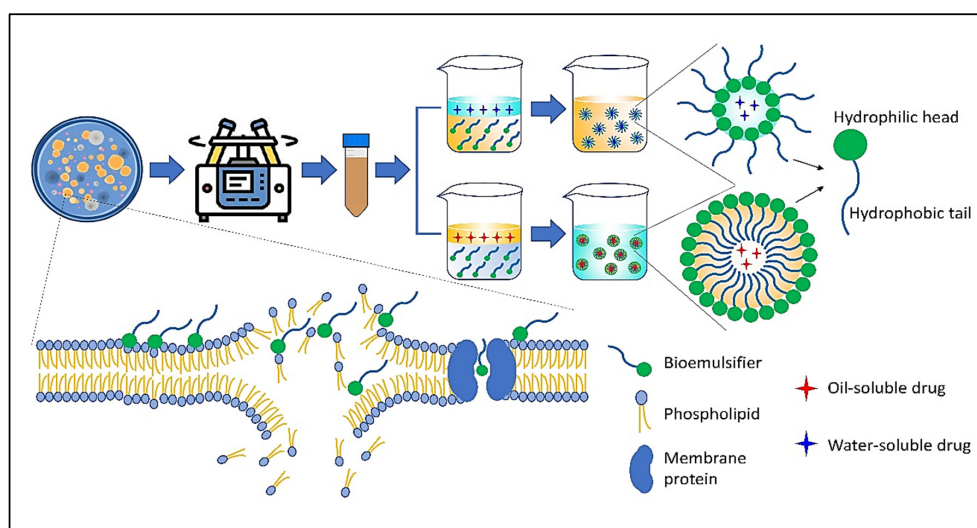 Hydrophilic head
Hydrophobic tail
Bioemulsifier
Phospholipid
Membrane
protein
Oil-soluble drug
Water-soluble drug